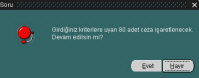 Soru
Girdiğiniz kriterlere uyan 80 adet ceza işaretlenecek.
Devam edilsin mi?
Evet Hayır